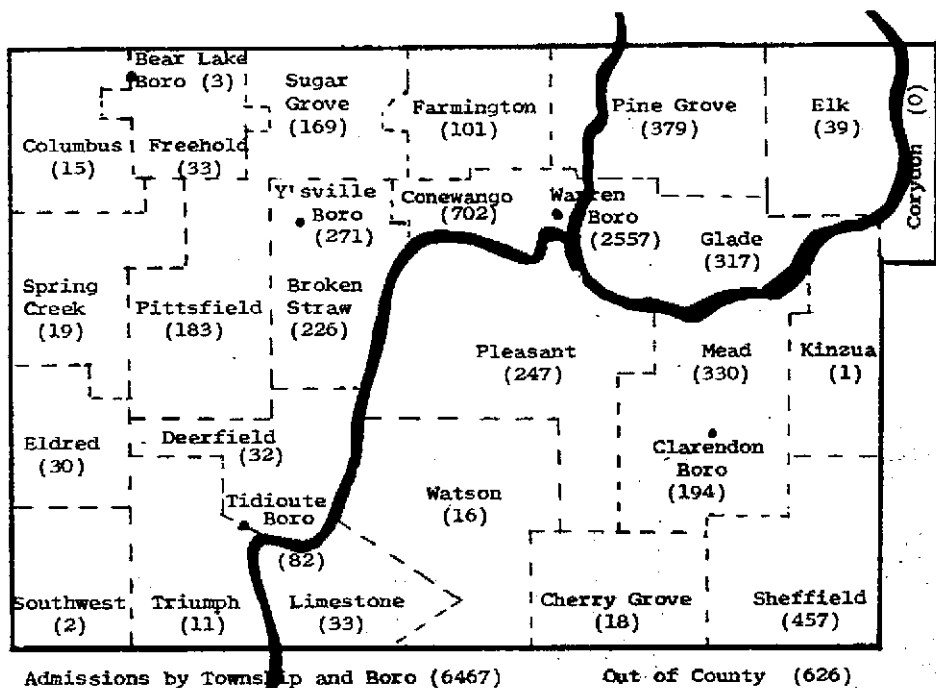 Bear Lake
Boro (3)
Sugar
Grove
(169)
Farmington
(101)
Pine Grove
(379)
Elk
(39)
Corydon (0)
Columbus
(15)
Freehold
(33)
Y'sville
Boro
(271)
Conewango
(702)
Warren
Boro
(2557)
Glade
(317)
Spring
Creek
(19)
Pittsfield
(183)
Broken
Straw
(226)
Pleasant
(247)
Mead
(330)
Kinzua
(1)
Eldred
(30)
Deerfield
(32)
Clarendon
Boro
(194)
Tidioute
Boro
(82)
Watson
(16)
Southwest
(2)
Triumph
(11)
Limestone
(33)
Cherry Grove
(18)
Sheffield
(457)
Admissions by Township and Boro (6467)
Out of County (626)